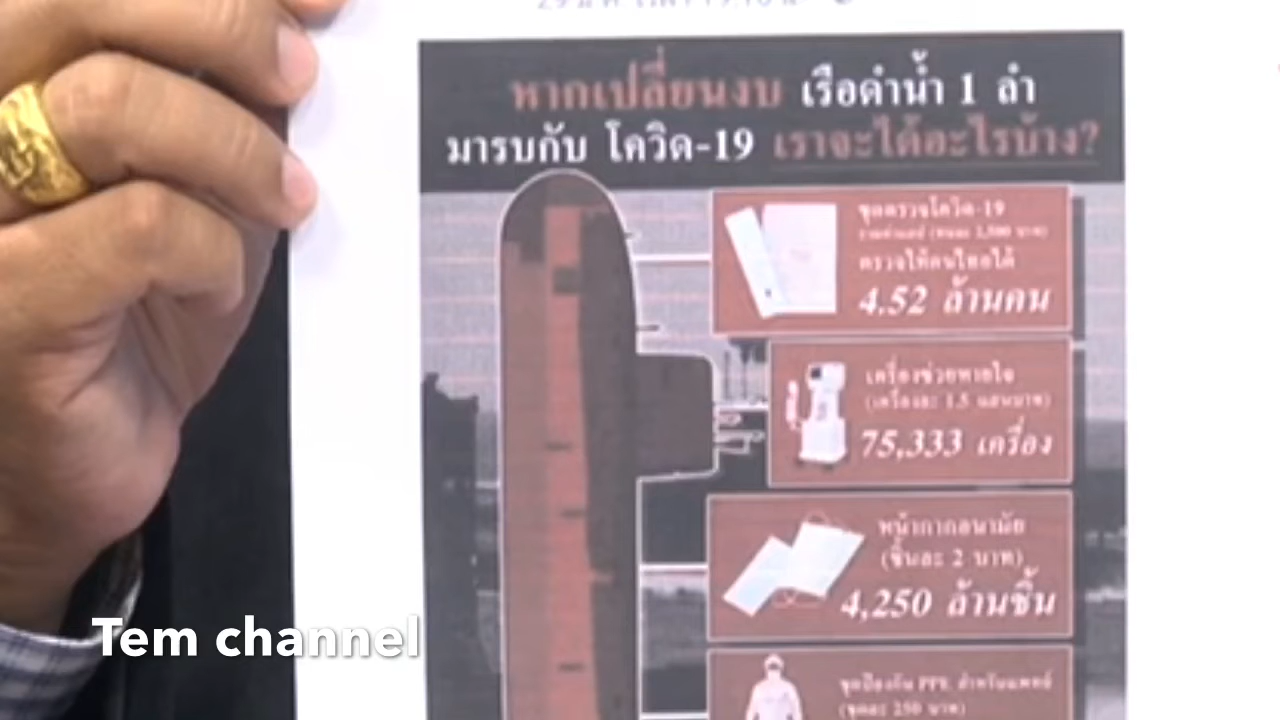 หากเปลี่ยนงบ เรือดำน้ำ 1 ลำ
มารบกับ โควิด-19 เราจะได้อะไรบ้าง?
ชุดตรวจโควิด-19
ตรวจให้คนไทยได้
4.52 ล้านคน
เครื่องช่วยหายใจ
(เครื่องละ 1.5 แสนบาท)
75,333 เครื่อง
หน้ากากอนามัย
(ชิ้นละ 2 บาท)
4,250 ล้านชิ้น
ชุดป้องกัน PPE สำหรับแพทย์
(ชุดละ 250 บาท)
Tem channel